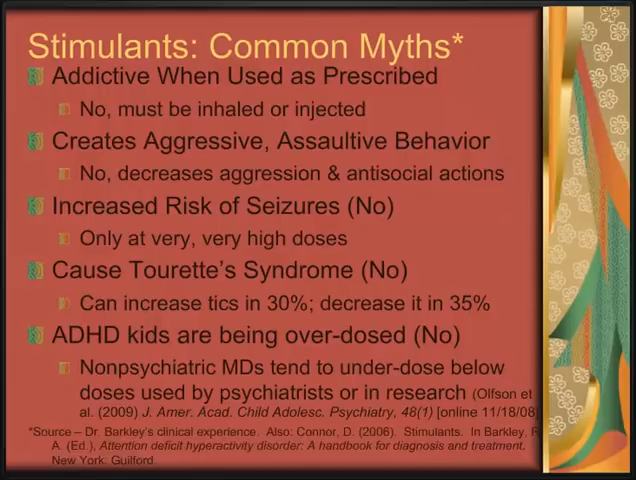 Stimulants: Common Myths*
Addictive When Used as Prescribed
No, must be inhaled or injected
Creates Aggressive, Assaultive Behavior
No, decreases aggression & antisocial actions
Increased Risk of Seizures (No)
Only at very, very high doses
Cause Tourette's Syndrome (No)
Can increase tics in 30%; decrease it in 35%
ADHD kids are being over-dosed (No)
Nonpsychiatric MDs tend to under-dose below
doses used by psychiatrists or in research (Olfson et
al. (2009) J. Amer. Acad. Child Adolesc. Psychiatry, 48(1) [online 11/18/08]
*Source – Dr. Barkley's clinical experience. Also: Connor, D. (2006). Stimulants. In Barkley, R.
A. (Ed.), Attention deficit hyperactivity disorder: A handbook for diagnosis and treatment.
New York: Guilford.